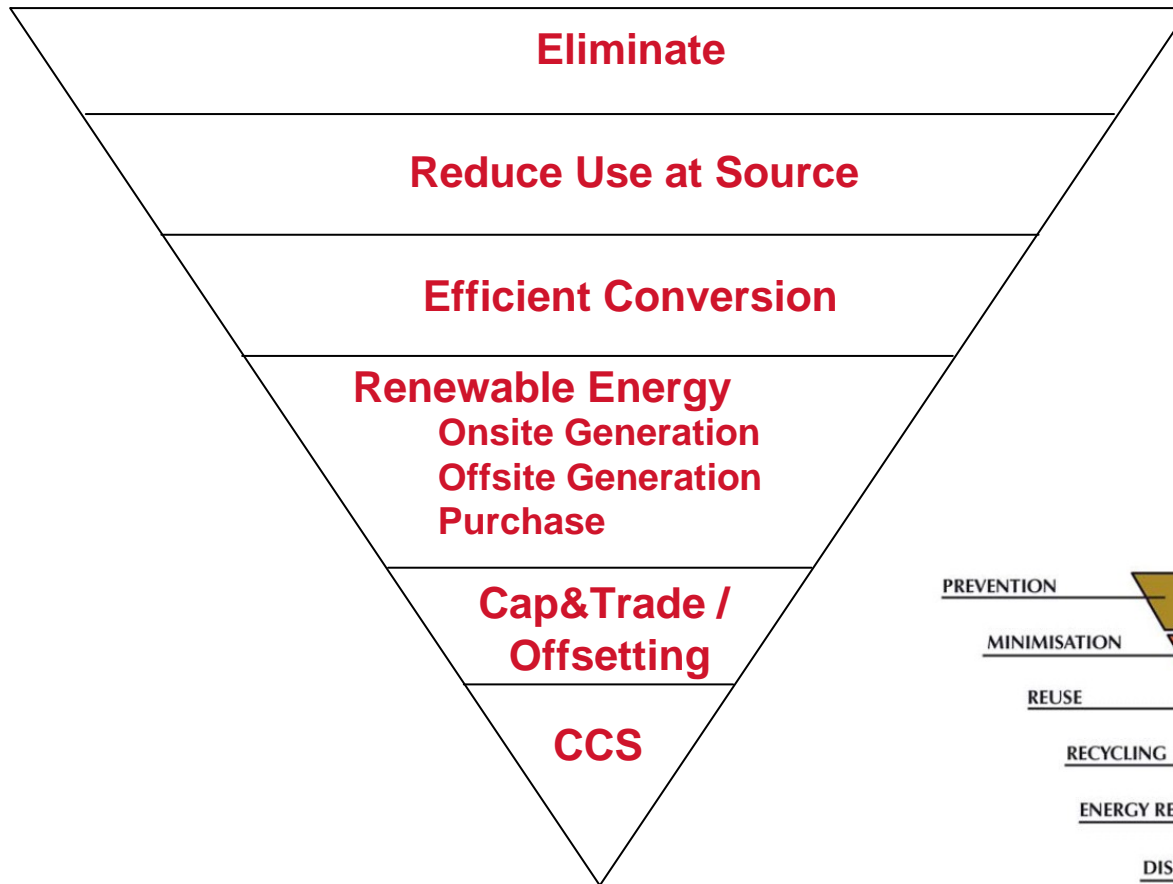 Eliminate
Reduce Use at Source
Efficient Conversion
Renewable Energy
Onsite Generation
Offsite Generation
Purchase
Cap&Trade /
Offsetting
CCS
PREVENTION
MINIMISATION
REUSE
RECYCLING
ENERGY